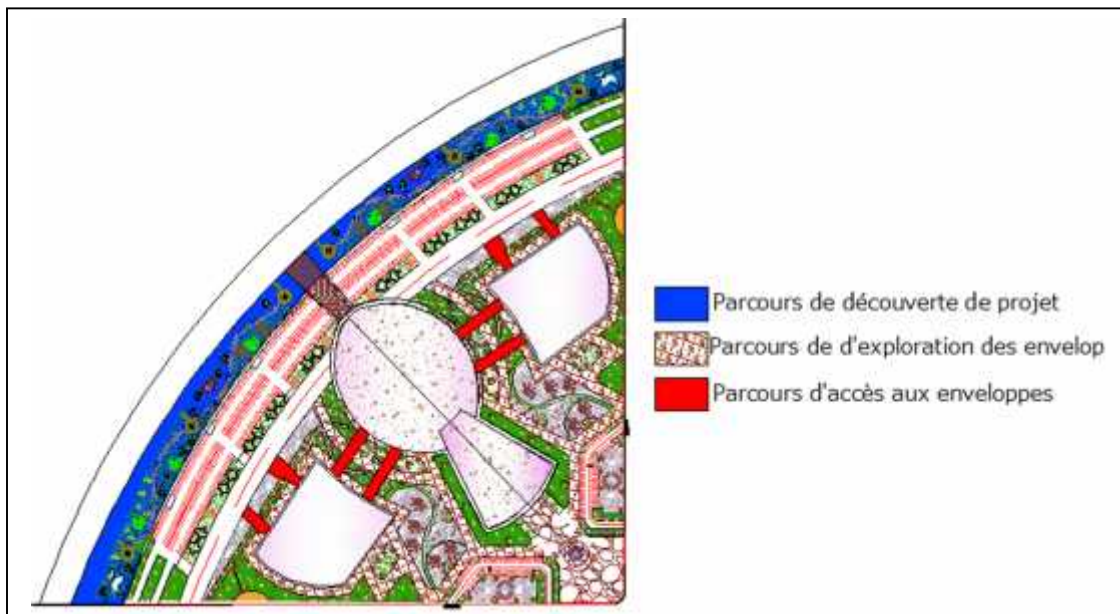 Parcours de découverte de projet
Parcours de d'exploration des envelop
Parcours d'accès aux enveloppes